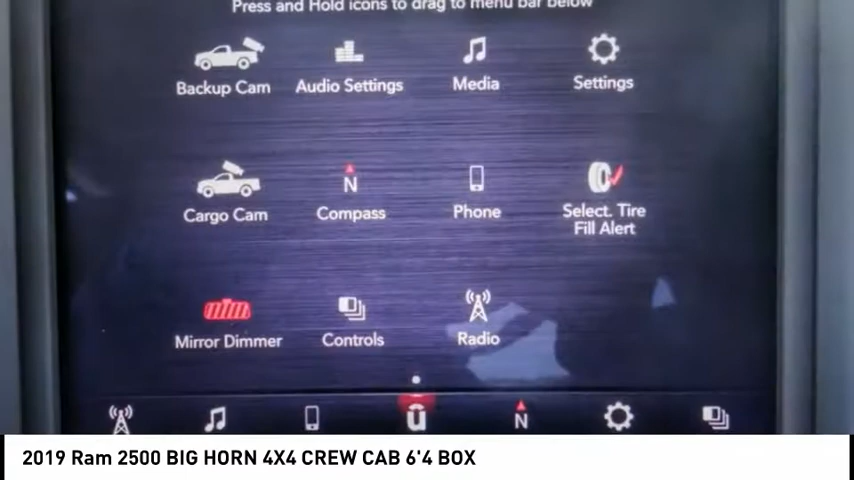 Press and Hold icons to drag to menu bar below
Backup Cam
Audio Settings
Media
Settings
Cargo Cam
N
Compass
Phone
Select. Tire
Fill Alert
Mirror Dimmer
Controls
Radio
N
2019 Ram 2500 BIG HORN 4X4 CREW CAB 6'4 BOX